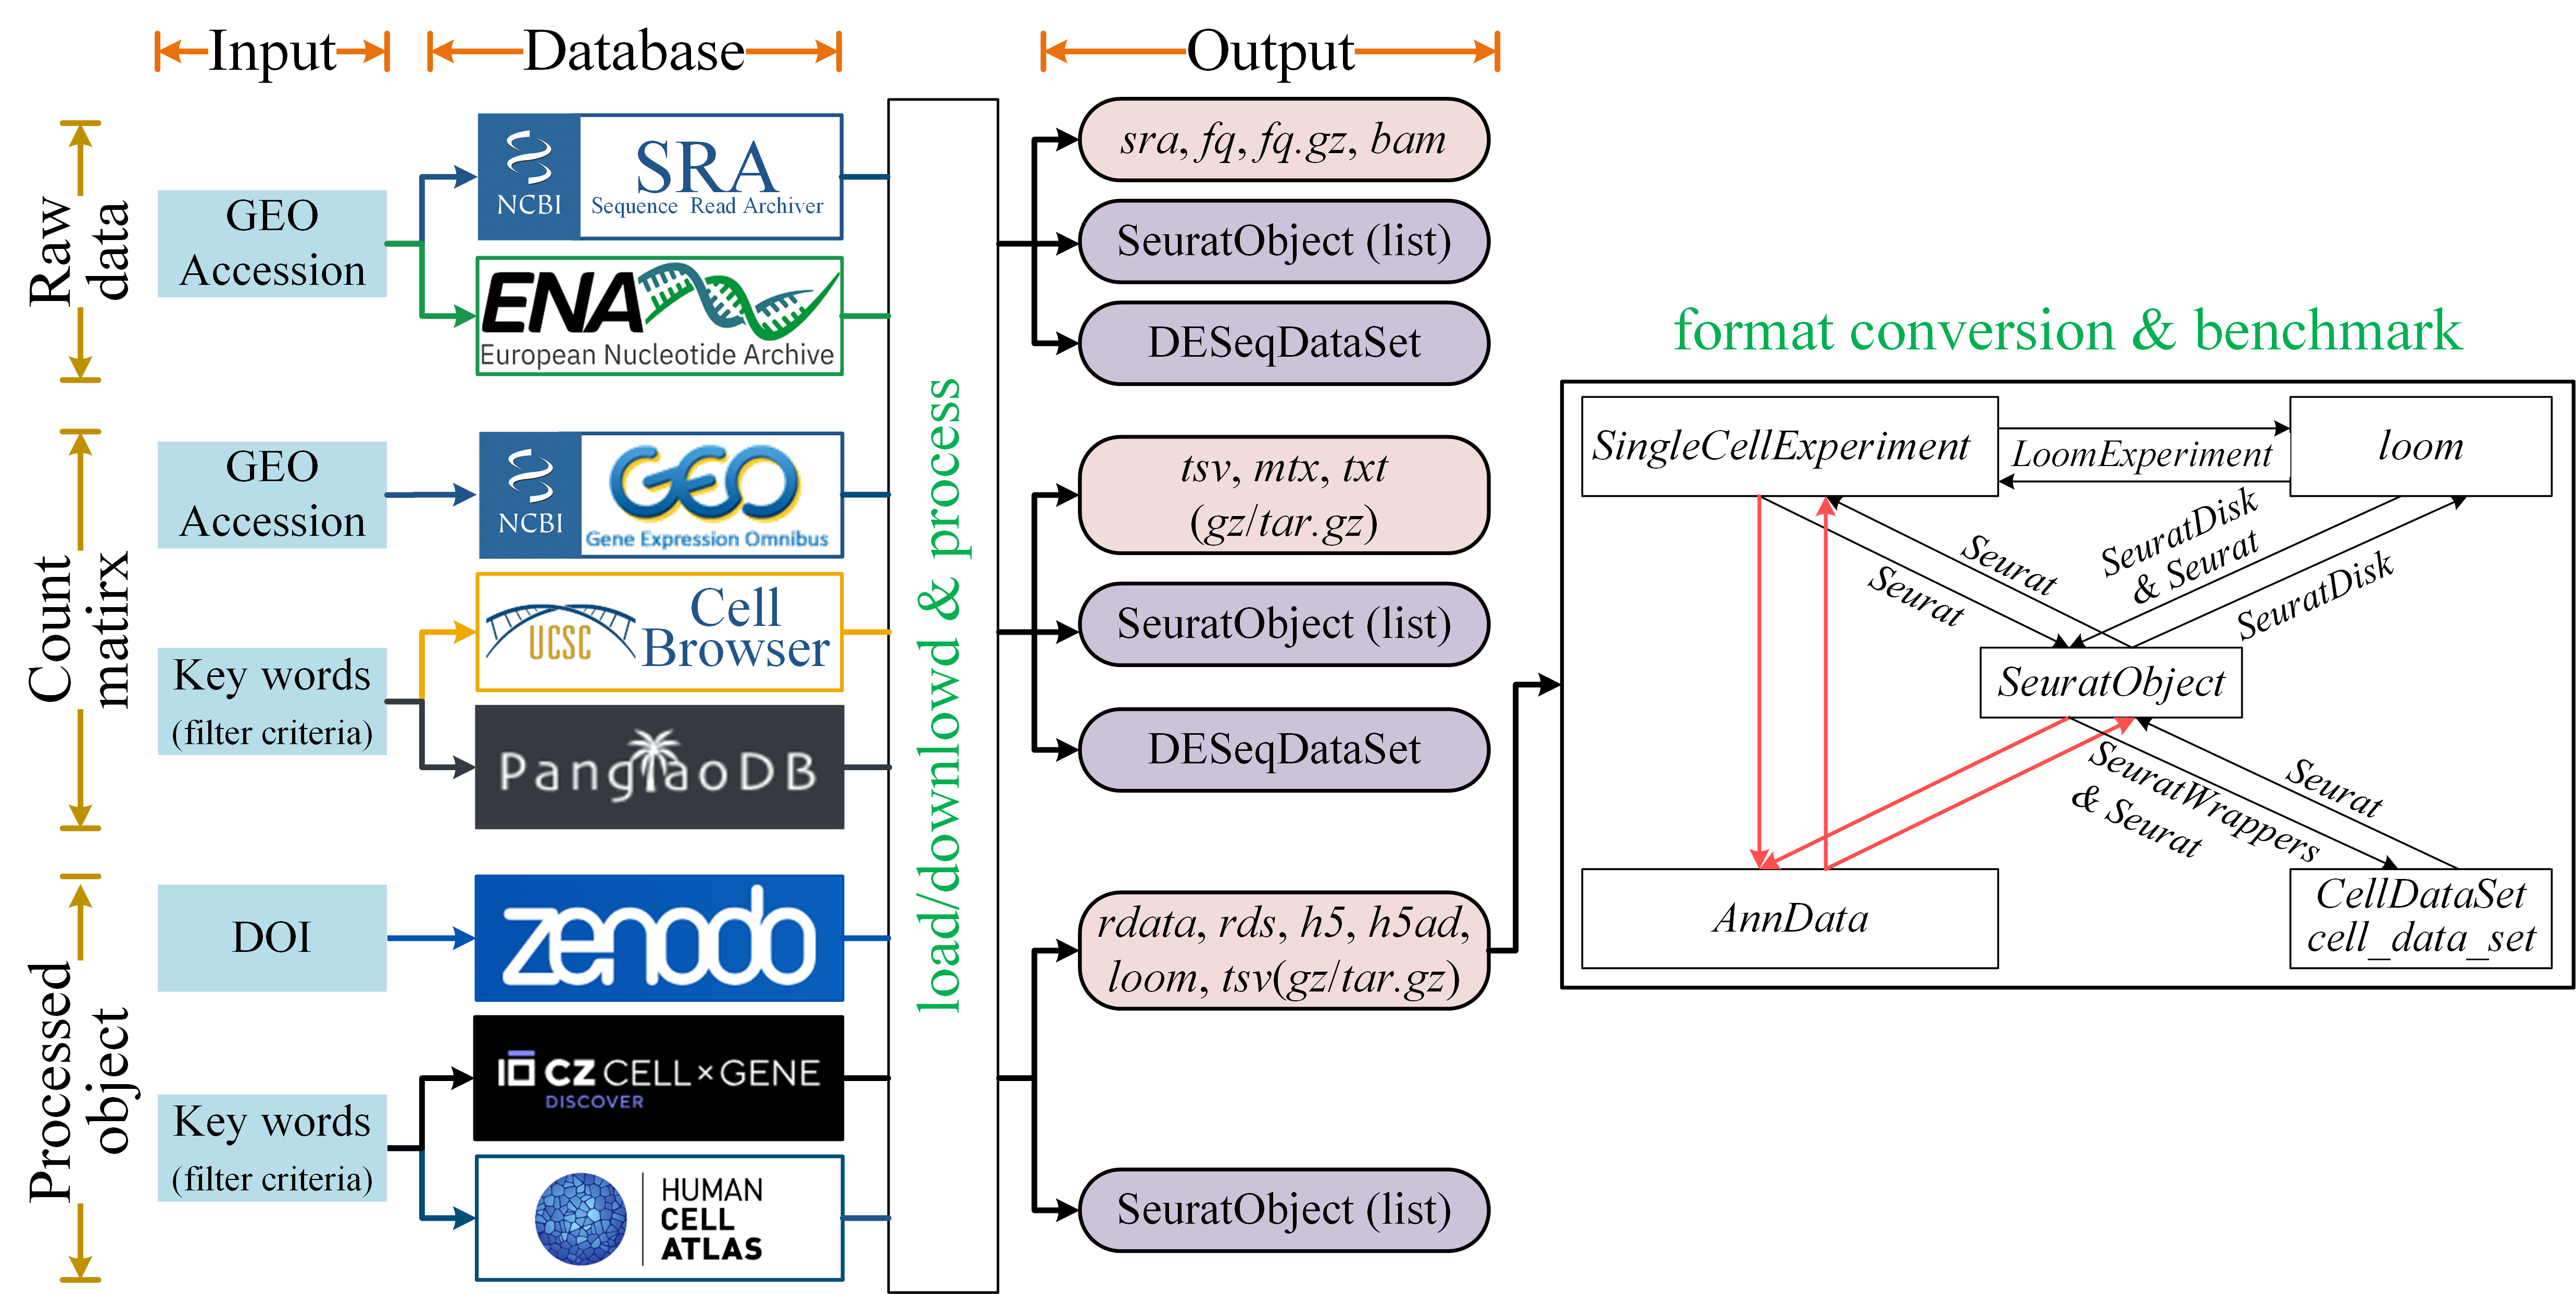 Input
Database
Output
Raw
data
GEO
Accession
NCBI
SRA
Sequence Read Archiver
ENA
European Nucleotide Archive
sra, fq, fq.gz, bam
SeuratObject (list)
DESeqDataSet
Count
matirx
GEO
Accession
NCBI
GEO
Gene Expression Omnibus
Key words
(filter criteria)
UCSC
Cell
Browser
PanglaoDB
tsv, mtx, txt
(gz/tar.gz)
SeuratObject (list)
DESeqDataSet
Processed
object
DOI
zenodo
Key words
(filter criteria)
CZ CELL×GENE
DISCOVER
HUMAN
CELL
ATLAS
load/downlowd & process
rdata, rds, h5, h5ad,
loom, tsv(gz/tar.gz)
SeuratObject (list)
format conversion & benchmark
SingleCellExperiment
LoomExperiment
loom
Seurat
Seurat
SeuratDisk
& Seurat
SeuratDisk
SeuratObject
SeuratWrappers
& Seurat
Seurat
AnnData
CellDataSet
cell_data_set